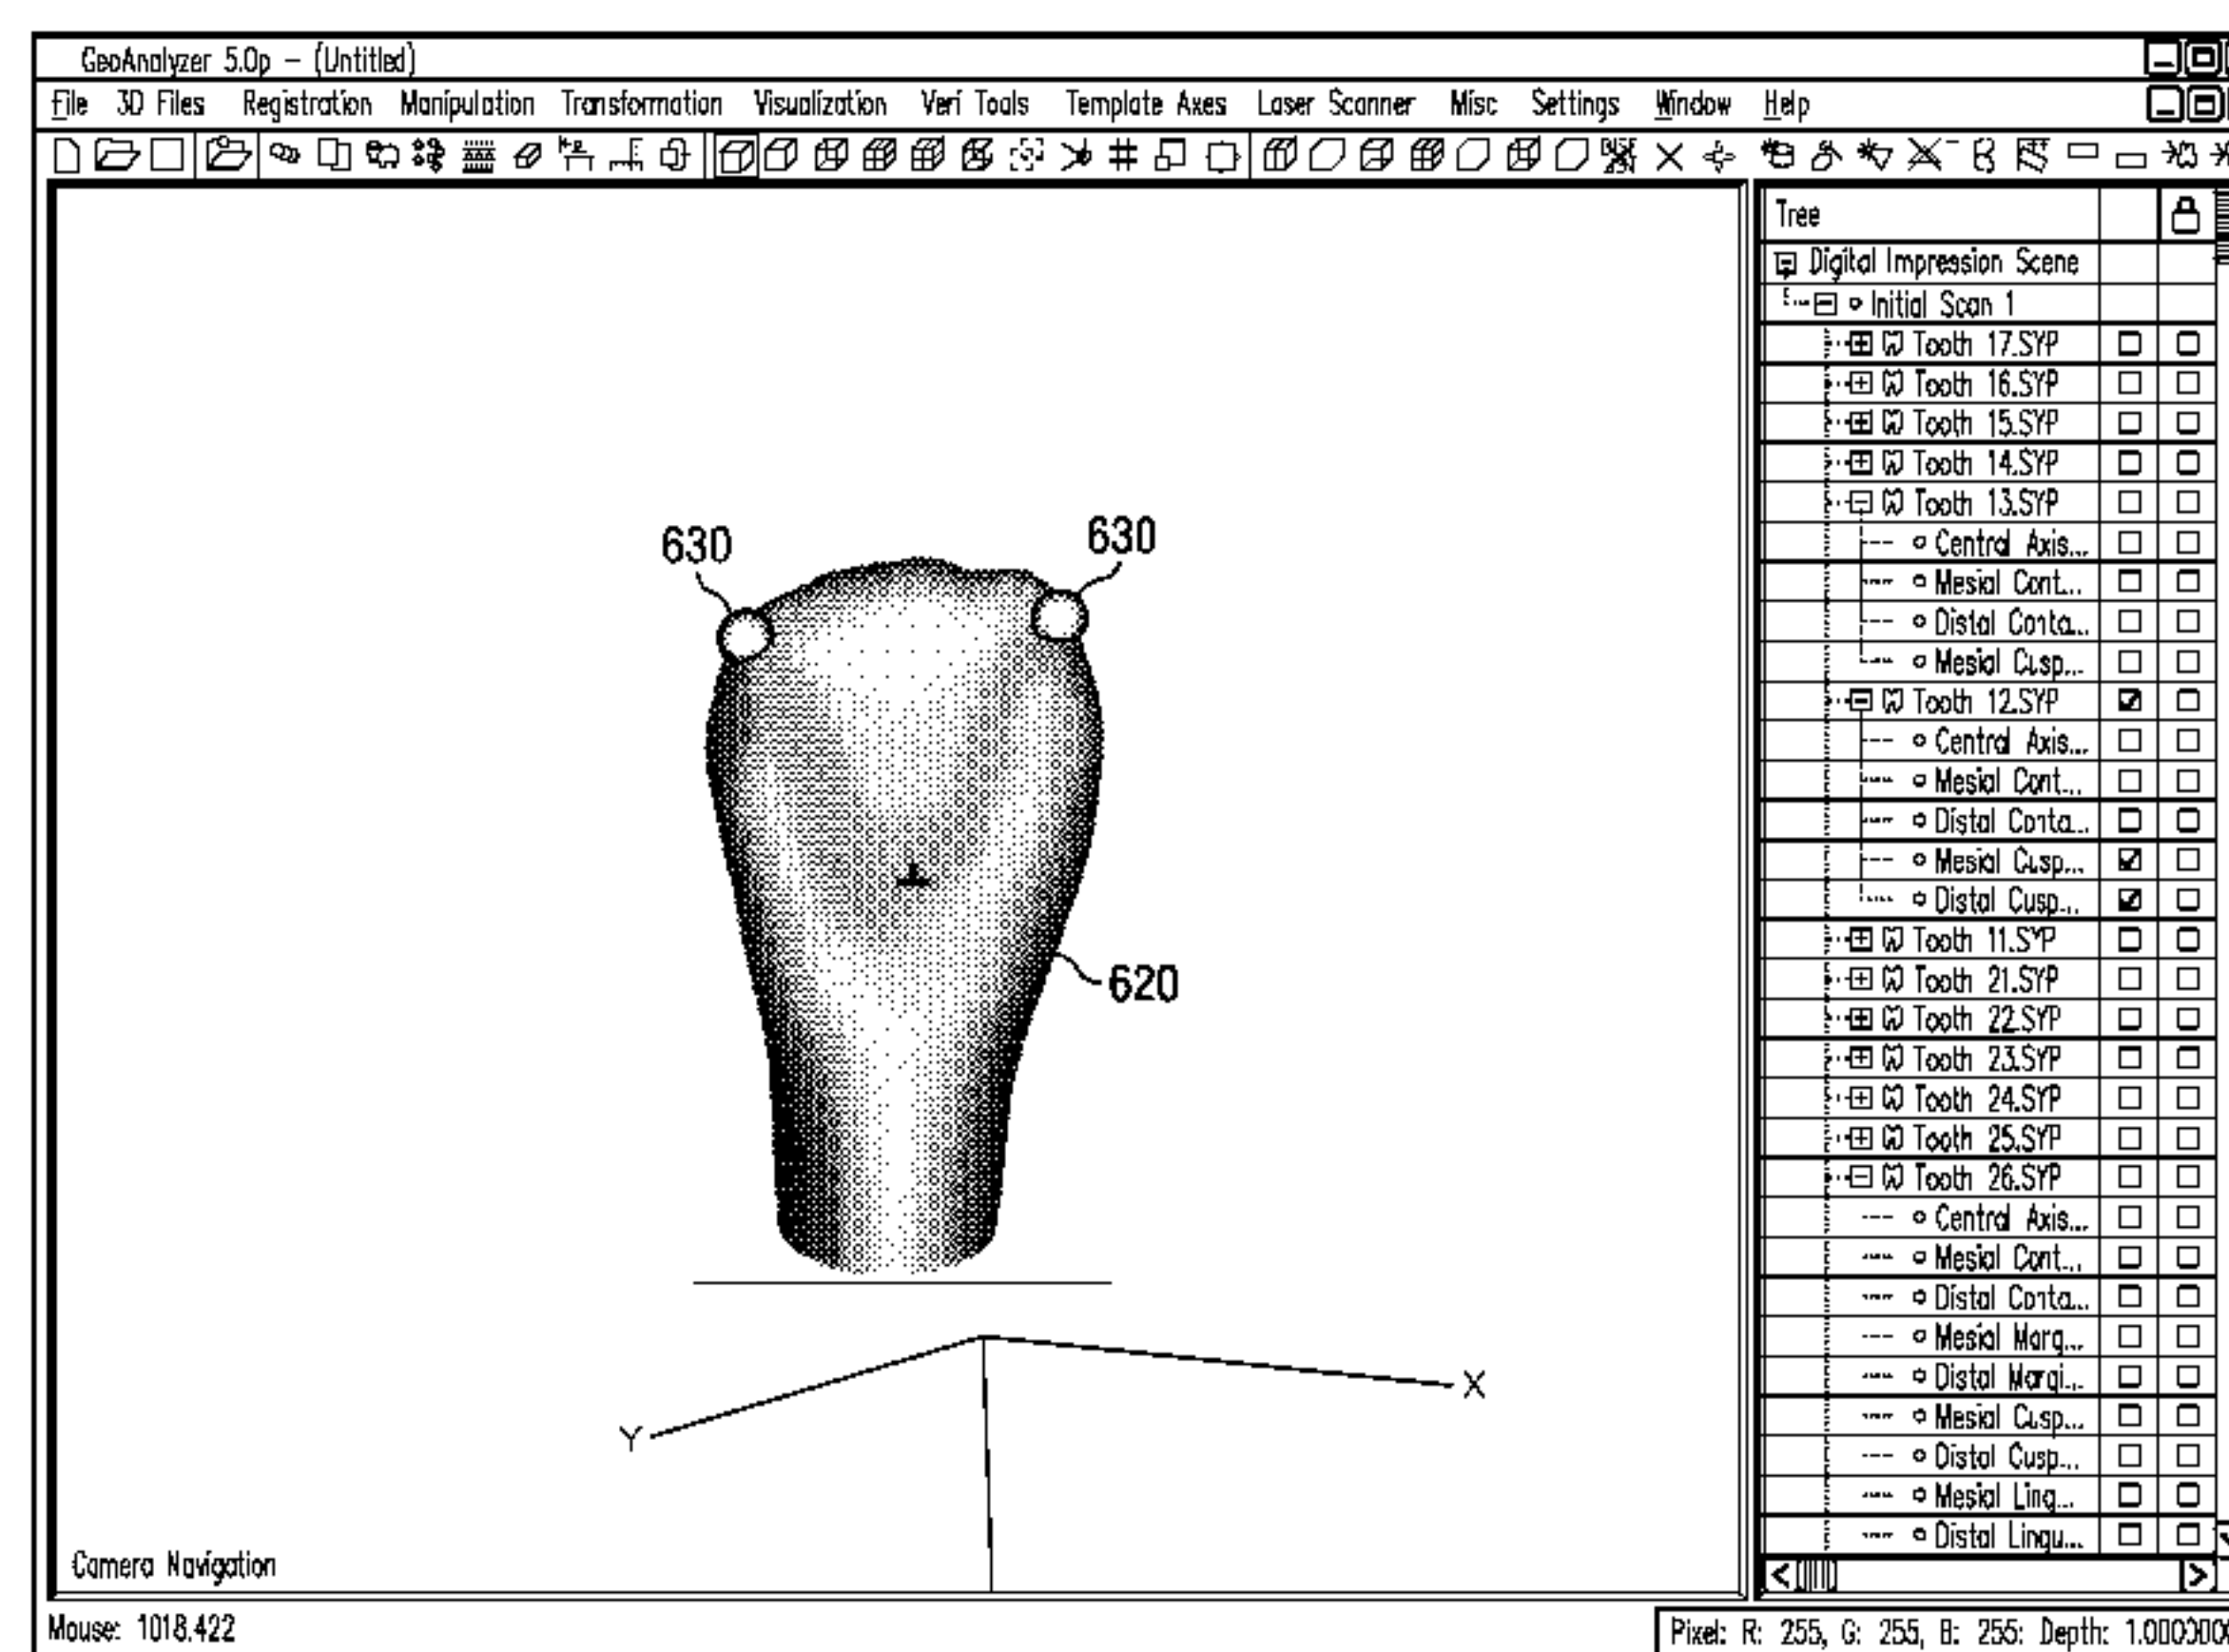 GeoAnalyzer 5.0p – (Untitled)
File 3D Files Registration Manipulation Transformation Visualization Veri Tools Template Axes Laser Scanner Misc Settings Window Help
Tree
Digital Impression Scene
Initial Scan 1
Tooth 17.SYP
Tooth 16.SYP
Tooth 15.SYP
Tooth 14.SYP
Tooth 13.SYP
Central Axis...
Mesial Cont...
Distal Conta...
Mesial Cusp...
Tooth 12.SYP
Central Axis...
Mesial Cont...
Distal Conta...
Mesial Cusp...
Distal Cusp...
Tooth 11.SYP
Tooth 21.SYP
Tooth 22.SYP
Tooth 23.SYP
Tooth 24.SYP
Tooth 25.SYP
Tooth 26.SYP
Central Axis...
Mesial Cont...
Distal Conta...
Mesial Marg...
Distal Margi...
Mesial Cusp...
Distal Cusp...
Mesial Ling...
Distal Lingu...
630
630
620
X
Y
Camera Navigation
Mouse: 1018.422
Pixel: R: 255, G: 255, B: 255: Depth: